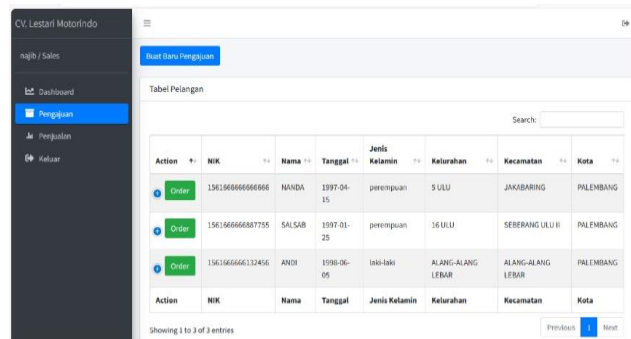 CV. Lestari Motorindo
najib / Sales
Dashboard
Pengajuan
Penjualan
Keluar
Buat Baru Pengajuan
Tabel Pelangan
Search:
Action NIK Nama Tanggal Jenis Kelamin Kelurahan Kecamatan Kota
Order 1561666666666666 NANDA 1997-04-15 perempuan 5 ULU JAKABARING PALEMBANG
Order 1561666666887755 SALSAB 1997-01-25 perempuan 16 ULU SEBERANG ULU II PALEMBANG
Order 1561666666132456 ANDI 1998-06-05 laki-laki ALANG-ALANG LEBAR ALANG-ALANG LEBAR PALEMBANG
Action NIK Nama Tanggal Jenis Kelamin Kelurahan Kecamatan Kota
Showing 1 to 3 of 3 entries
Previous 1 Next